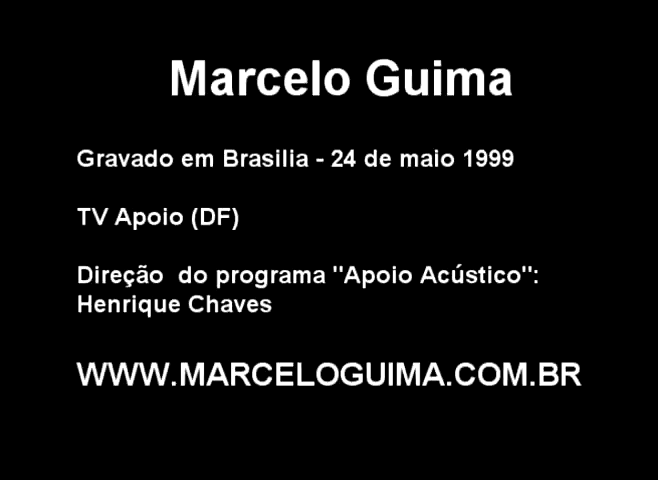 Marcelo Guima
Gravado em Brasilia - 24 de maio 1999
TV Apoio (DF)
Direção  do programa "Apoio Acústico":
Henrique Chaves
WWW.MARCELOGUIMA.COM.BR